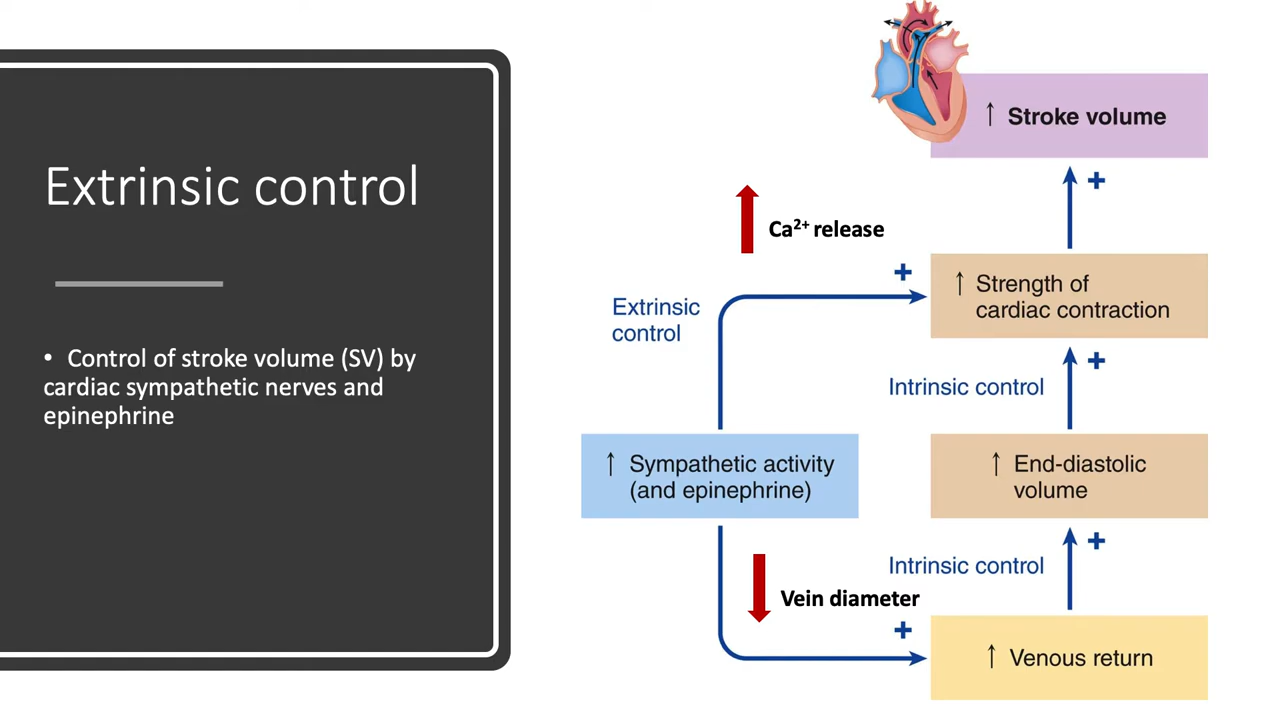 Extrinsic control
• Control of stroke volume (SV) by
cardiac sympathetic nerves and
epinephrine
↑ Stroke volume
+
Ca²⁺ release
+
↑ Strength of
cardiac contraction
Extrinsic
control
+
Intrinsic control
↑ Sympathetic activity
(and epinephrine)
↑ End-diastolic
volume
+
Intrinsic control
Vein diameter
+
↑ Venous return